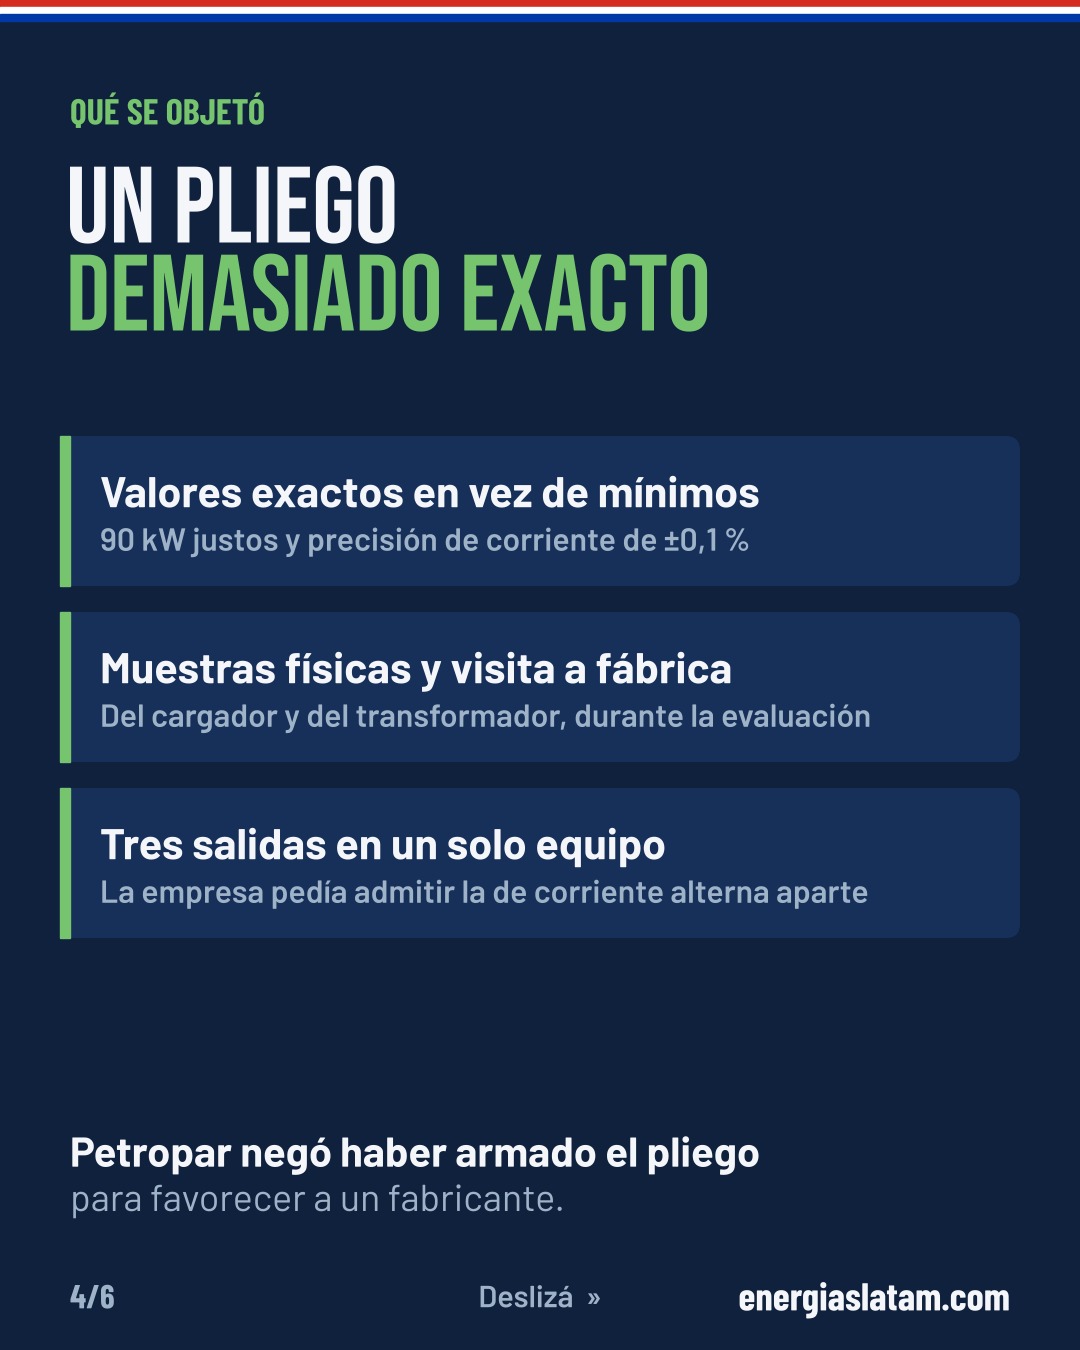 QUÉ SE OBJETÓ
UN PLIEGO
DEMASIADO EXACTO
Valores exactos en vez de mínimos
90 kW justos y precisión de corriente de ±0,1 %
Muestras físicas y visita a fábrica
Del cargador y del transformador, durante la evaluación
Tres salidas en un solo equipo
La empresa pedía admitir la de corriente alterna aparte
Petropar negó haber armado el pliego
para favorecer a un fabricante.
4/6
Deslizá »
energiaslatam.com